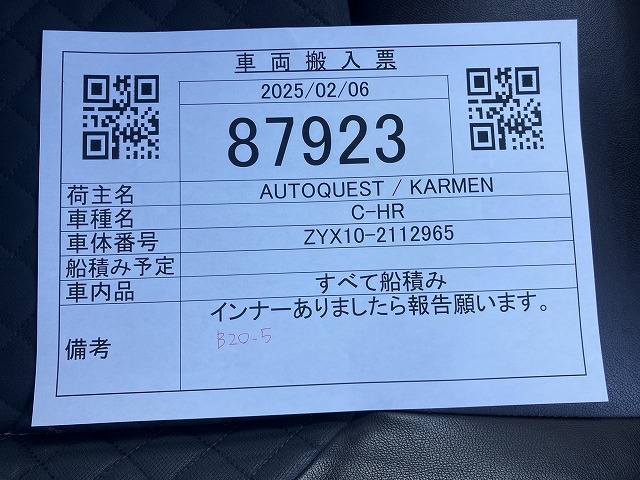 車両搬入票
2025/02/06
87923
荷主名 AUTOQUEST / KARMEN
車種名 C-HR
車体番号 ZYX10-2112965
船積み予定
車内品 すべて船積み
備考 インナーありましたら報告願います。
B20-5